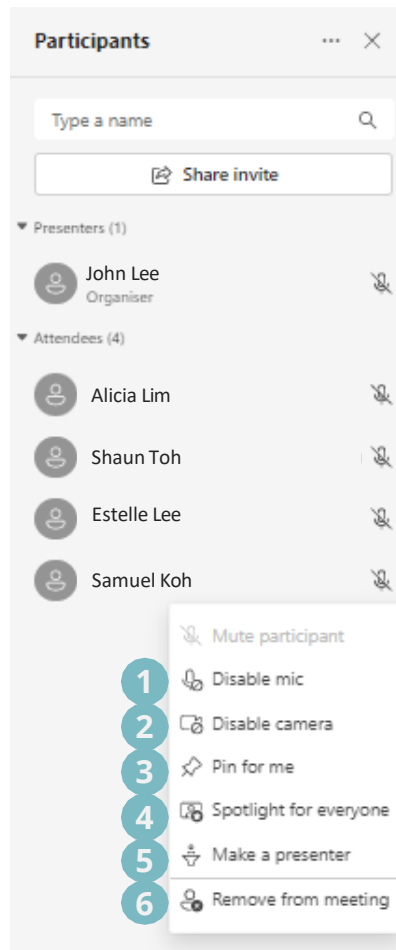 Participants
Type a name
Share invite
Presenters (1)
John Lee
Organiser
Attendees (4)
Alicia Lim
Shaun Toh
Estelle Lee
Samuel Koh
Mute participant
1 Disable mic
2 Disable camera
3 Pin for me
4 Spotlight for everyone
5 Make a presenter
6 Remove from meeting